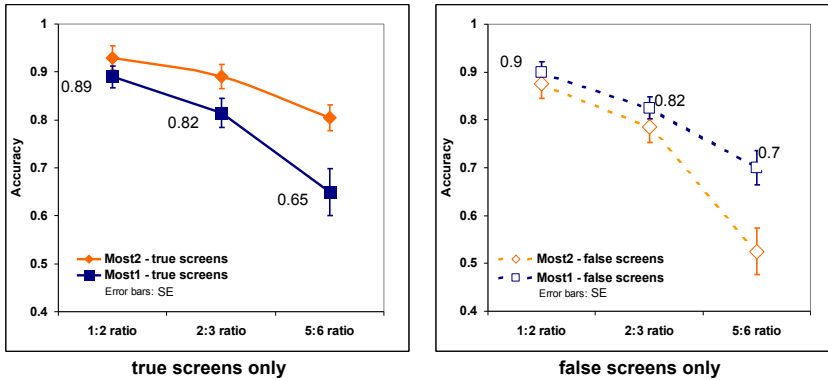 1
0.9
0.8
0.7
0.6
0.5
0.4
Accuracy
0.89
0.82
0.65
Most2 - true screens
Most1 - true screens
Error bars: SE
1:2 ratio 2:3 ratio 5:6 ratio
true screens only
1
0.9
0.8
0.7
0.6
0.5
0.4
Accuracy
0.9
0.82
0.7
Most2 - false screens
Most1 - false screens
Error bars: SE
1:2 ratio 2:3 ratio 5:6 ratio
false screens only